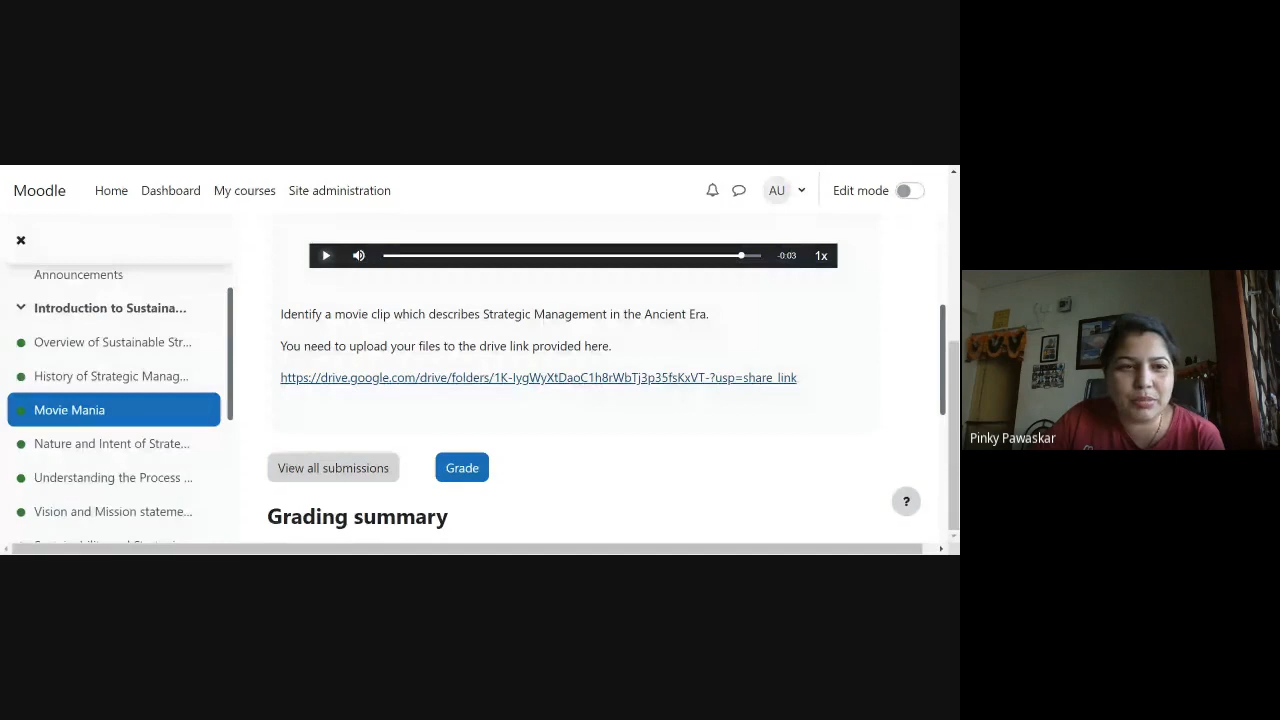 Moodle Home Dashboard My courses Site administration AU Edit mode
Announcements
Introduction to Sustaina...
Overview of Sustainable Str...
History of Strategic Manag...
Movie Mania
Nature and Intent of Strate...
Understanding the Process ...
Vision and Mission stateme...
-0:03 1x
Identify a movie clip which describes Strategic Management in the Ancient Era.
You need to upload your files to the drive link provided here.
https://drive.google.com/drive/folders/1K-IygWyXtDaoC1h8rWbTj3p35fsKxVT-?usp=share_link
View all submissions Grade
?
Grading summary
Pinky Pawaskar